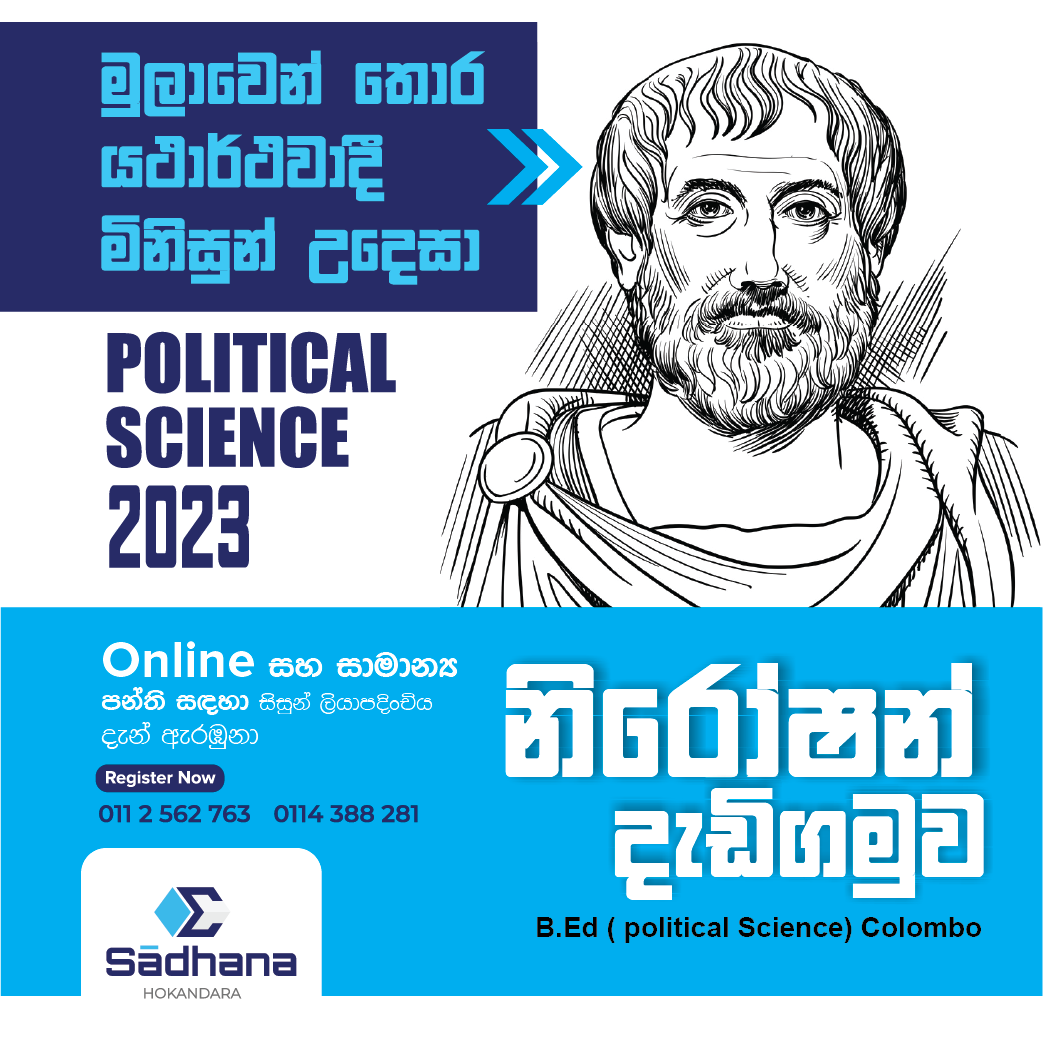 මුලාවෙන් තොර
යථාර්ථවාදී
මිනිසුන් උදෙසා
POLITICAL
SCIENCE
2023
Online සහ සාමාන්‍ය
පන්ති සඳහා සිසුන් ලියාපදිංචිය
දැන් ඇරඹුනා
Register Now
011 2 562 763 0114 388 281
නිරෝෂන්
දැඩිගමුව
B.Ed ( political Science) Colombo
Sādhana
HOKANDARA